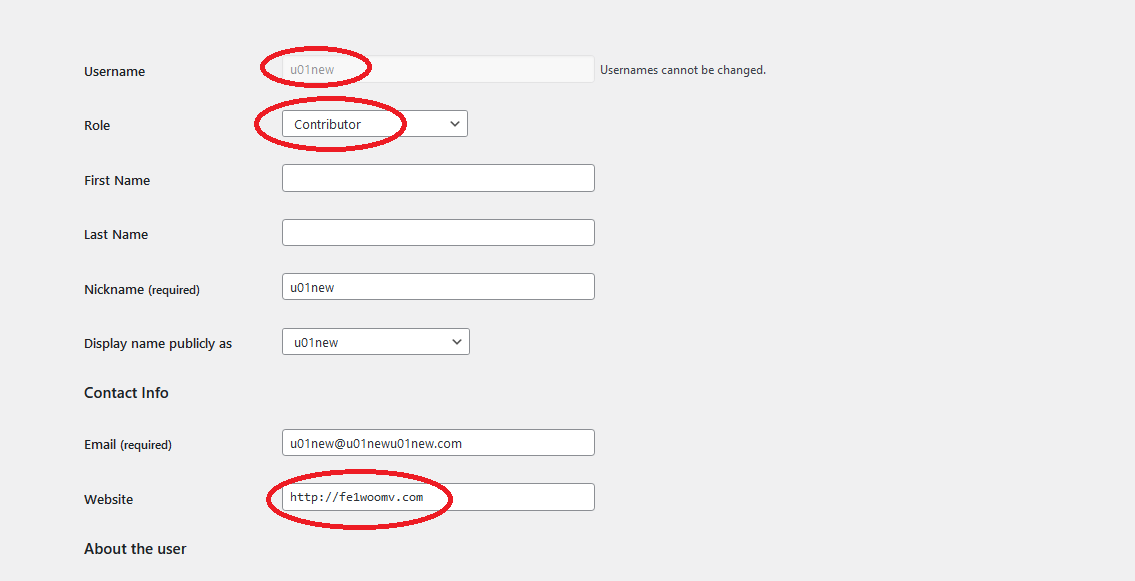 Username u01new Usernames cannot be changed.
Role Contributor
First Name
Last Name
Nickname (required) u01new
Display name publicly as u01new
Contact Info
Email (required) u01new@u01newu01new.com
Website http://fe1woomv.com
About the user